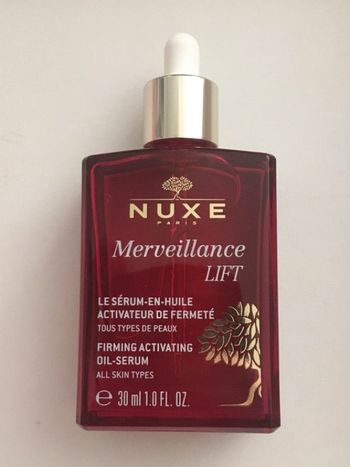 NUXE
PARIS
Merveillance
LIFT
LE SÉRUM-EN-HUILE
ACTIVATEUR DE FERMETÉ
TOUS TYPES DE PEAUX
FIRMING ACTIVATING
OIL-SERUM
ALL SKIN TYPES
℮ 30 ml 1.0 FL. OZ.